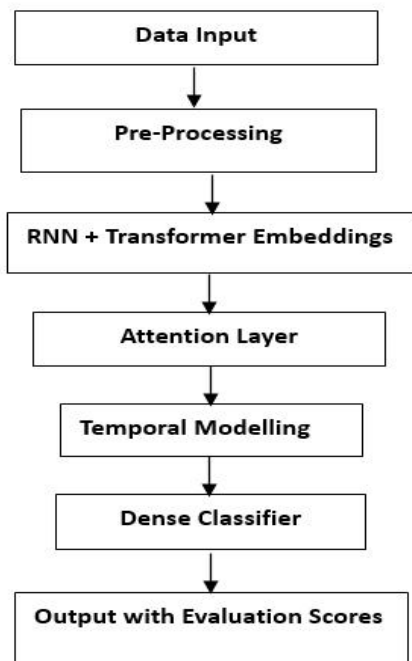 Data Input
Pre-Processing
RNN + Transformer Embeddings
Attention Layer
Temporal Modelling
Dense Classifier
Output with Evaluation Scores